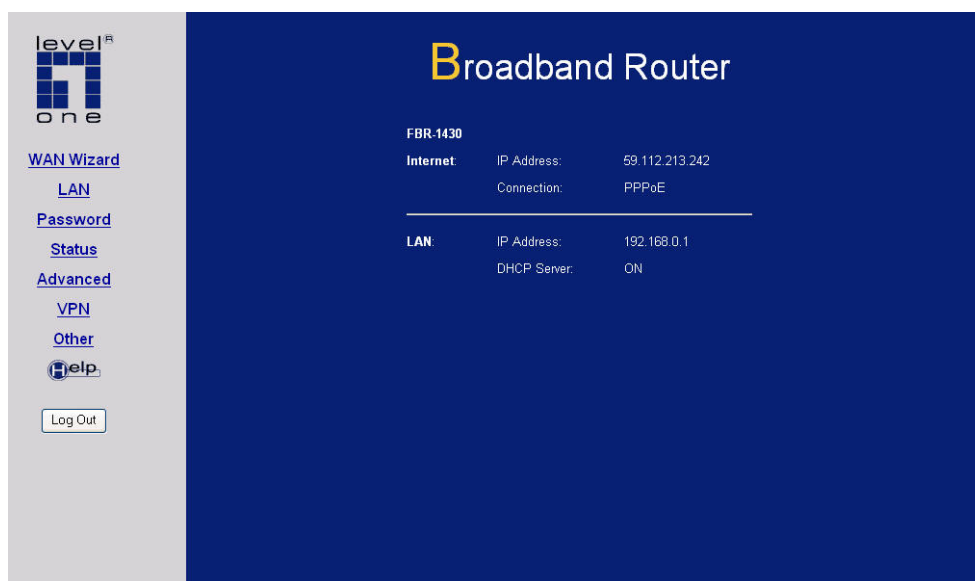 level®
one
WAN Wizard
LAN
Password
Status
Advanced
VPN
Other
Help
Log Out
Broadband Router
FBR-1430
Internet: IP Address: 59.112.213.242
Connection: PPPoE
LAN: IP Address: 192.168.0.1
DHCP Server: ON